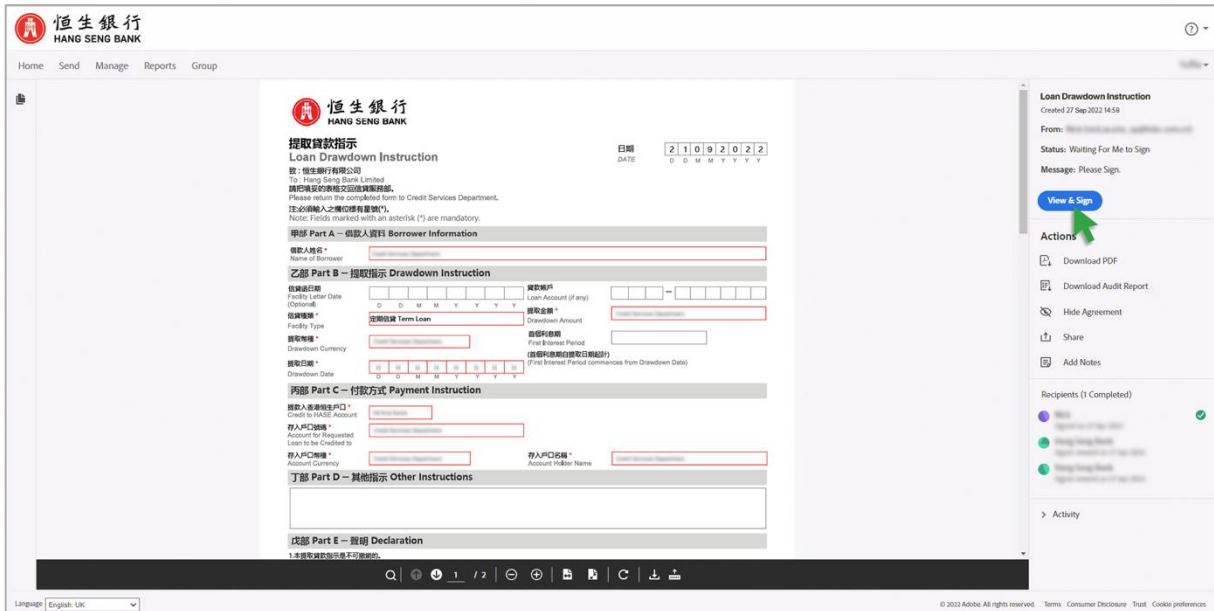 恒生銀行
HANG SENG BANK
Home Send Manage Reports Group
恒生銀行
HANG SENG BANK
提取貸款指示
Loan Drawdown Instruction
日期 2 1 0 9 2 0 2 2
DATE D D M M Y Y Y Y
致：恒生銀行有限公司
To : Hang Seng Bank Limited
請把填妥的表格交回信貸服務部。
Please return the completed form to Credit Services Department.
注:必須輸入之欄位標有星號(*)。
Note: Fields marked with an asterisk (*) are mandatory.
甲部 Part A – 借款人資料 Borrower Information
借款人姓名 *
Name of Borrower
乙部 Part B – 提取指示 Drawdown Instruction
信貸函日期
Facility Letter Date
(Optional)
D D M M Y Y Y Y
貸款帳戶
Loan Account (if any)
–
信貸種類 *
Facility Type
定期信貸 Term Loan
提取金額 *
Drawdown Amount
提取幣種 *
Drawdown Currency
首個利息期
First Interest Period
(首個利息期自提取日期起計)
(First Interest Period commences from Drawdown Date)
提取日期 *
Drawdown Date
D D M M Y Y Y Y
丙部 Part C – 付款方式 Payment Instruction
Credit to HASE Account
存入戶口號碼 *
Account for Requested
Loan to be Credited to
存入戶口幣種 *
Account Currency
存入戶口名稱 *
Account Holder Name
丁部 Part D – 其他指示 Other Instructions
戊部 Part E – 聲明 Declaration
1.本提取貸款指示是不可撤銷的。
1 / 2
Loan Drawdown Instruction
Created 27 Sep 2022 14:58
From:
Status: Waiting For Me to Sign
Message: Please Sign.
View & Sign
Actions
Download PDF
Download Audit Report
Hide Agreement
Share
Add Notes
Recipients (1 Completed)
> Activity
Language English: UK
© 2022 Adobe. All rights reserved. Terms Consumer Disclosure Trust Cookie preferences